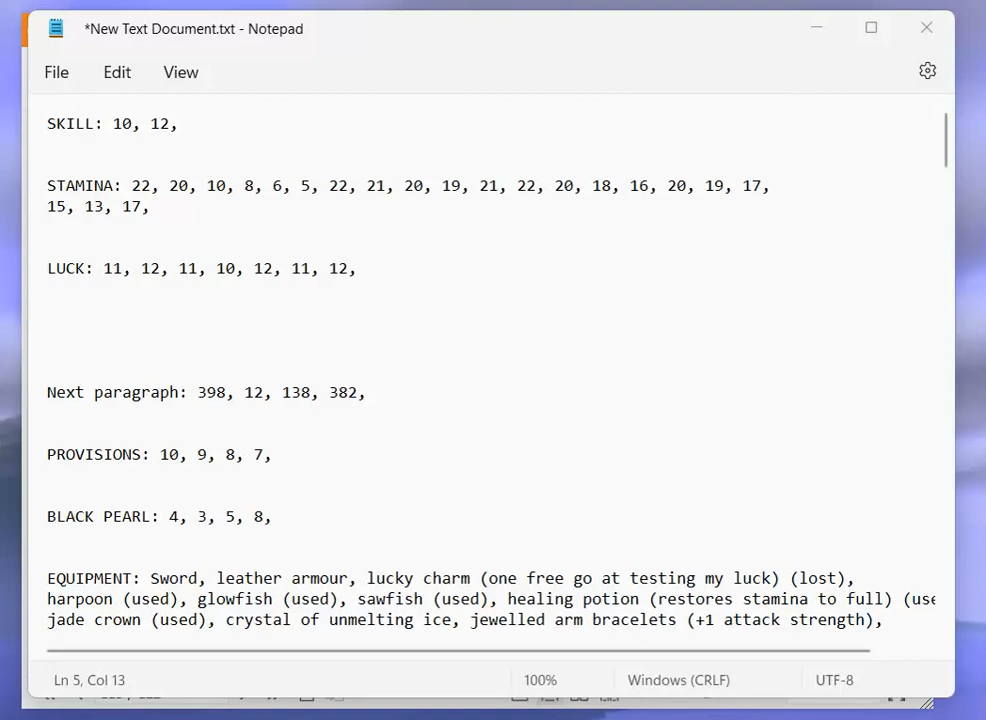 *New Text Document.txt - Notepad
File Edit View
SKILL: 10, 12,
STAMINA: 22, 20, 10, 8, 6, 5, 22, 21, 20, 19, 21, 22, 20, 18, 16, 20, 19, 17,
15, 13, 17,
LUCK: 11, 12, 11, 10, 12, 11, 12,
Next paragraph: 398, 12, 138, 382,
PROVISIONS: 10, 9, 8, 7,
BLACK PEARL: 4, 3, 5, 8,
EQUIPMENT: Sword, leather armour, lucky charm (one free go at testing my luck) (lost),
harpoon (used), glowfish (used), sawfish (used), healing potion (restores stamina to full) (use
jade crown (used), crystal of unmelting ice, jewelled arm bracelets (+1 attack strength),
Ln 5, Col 13 100% Windows (CRLF) UTF-8